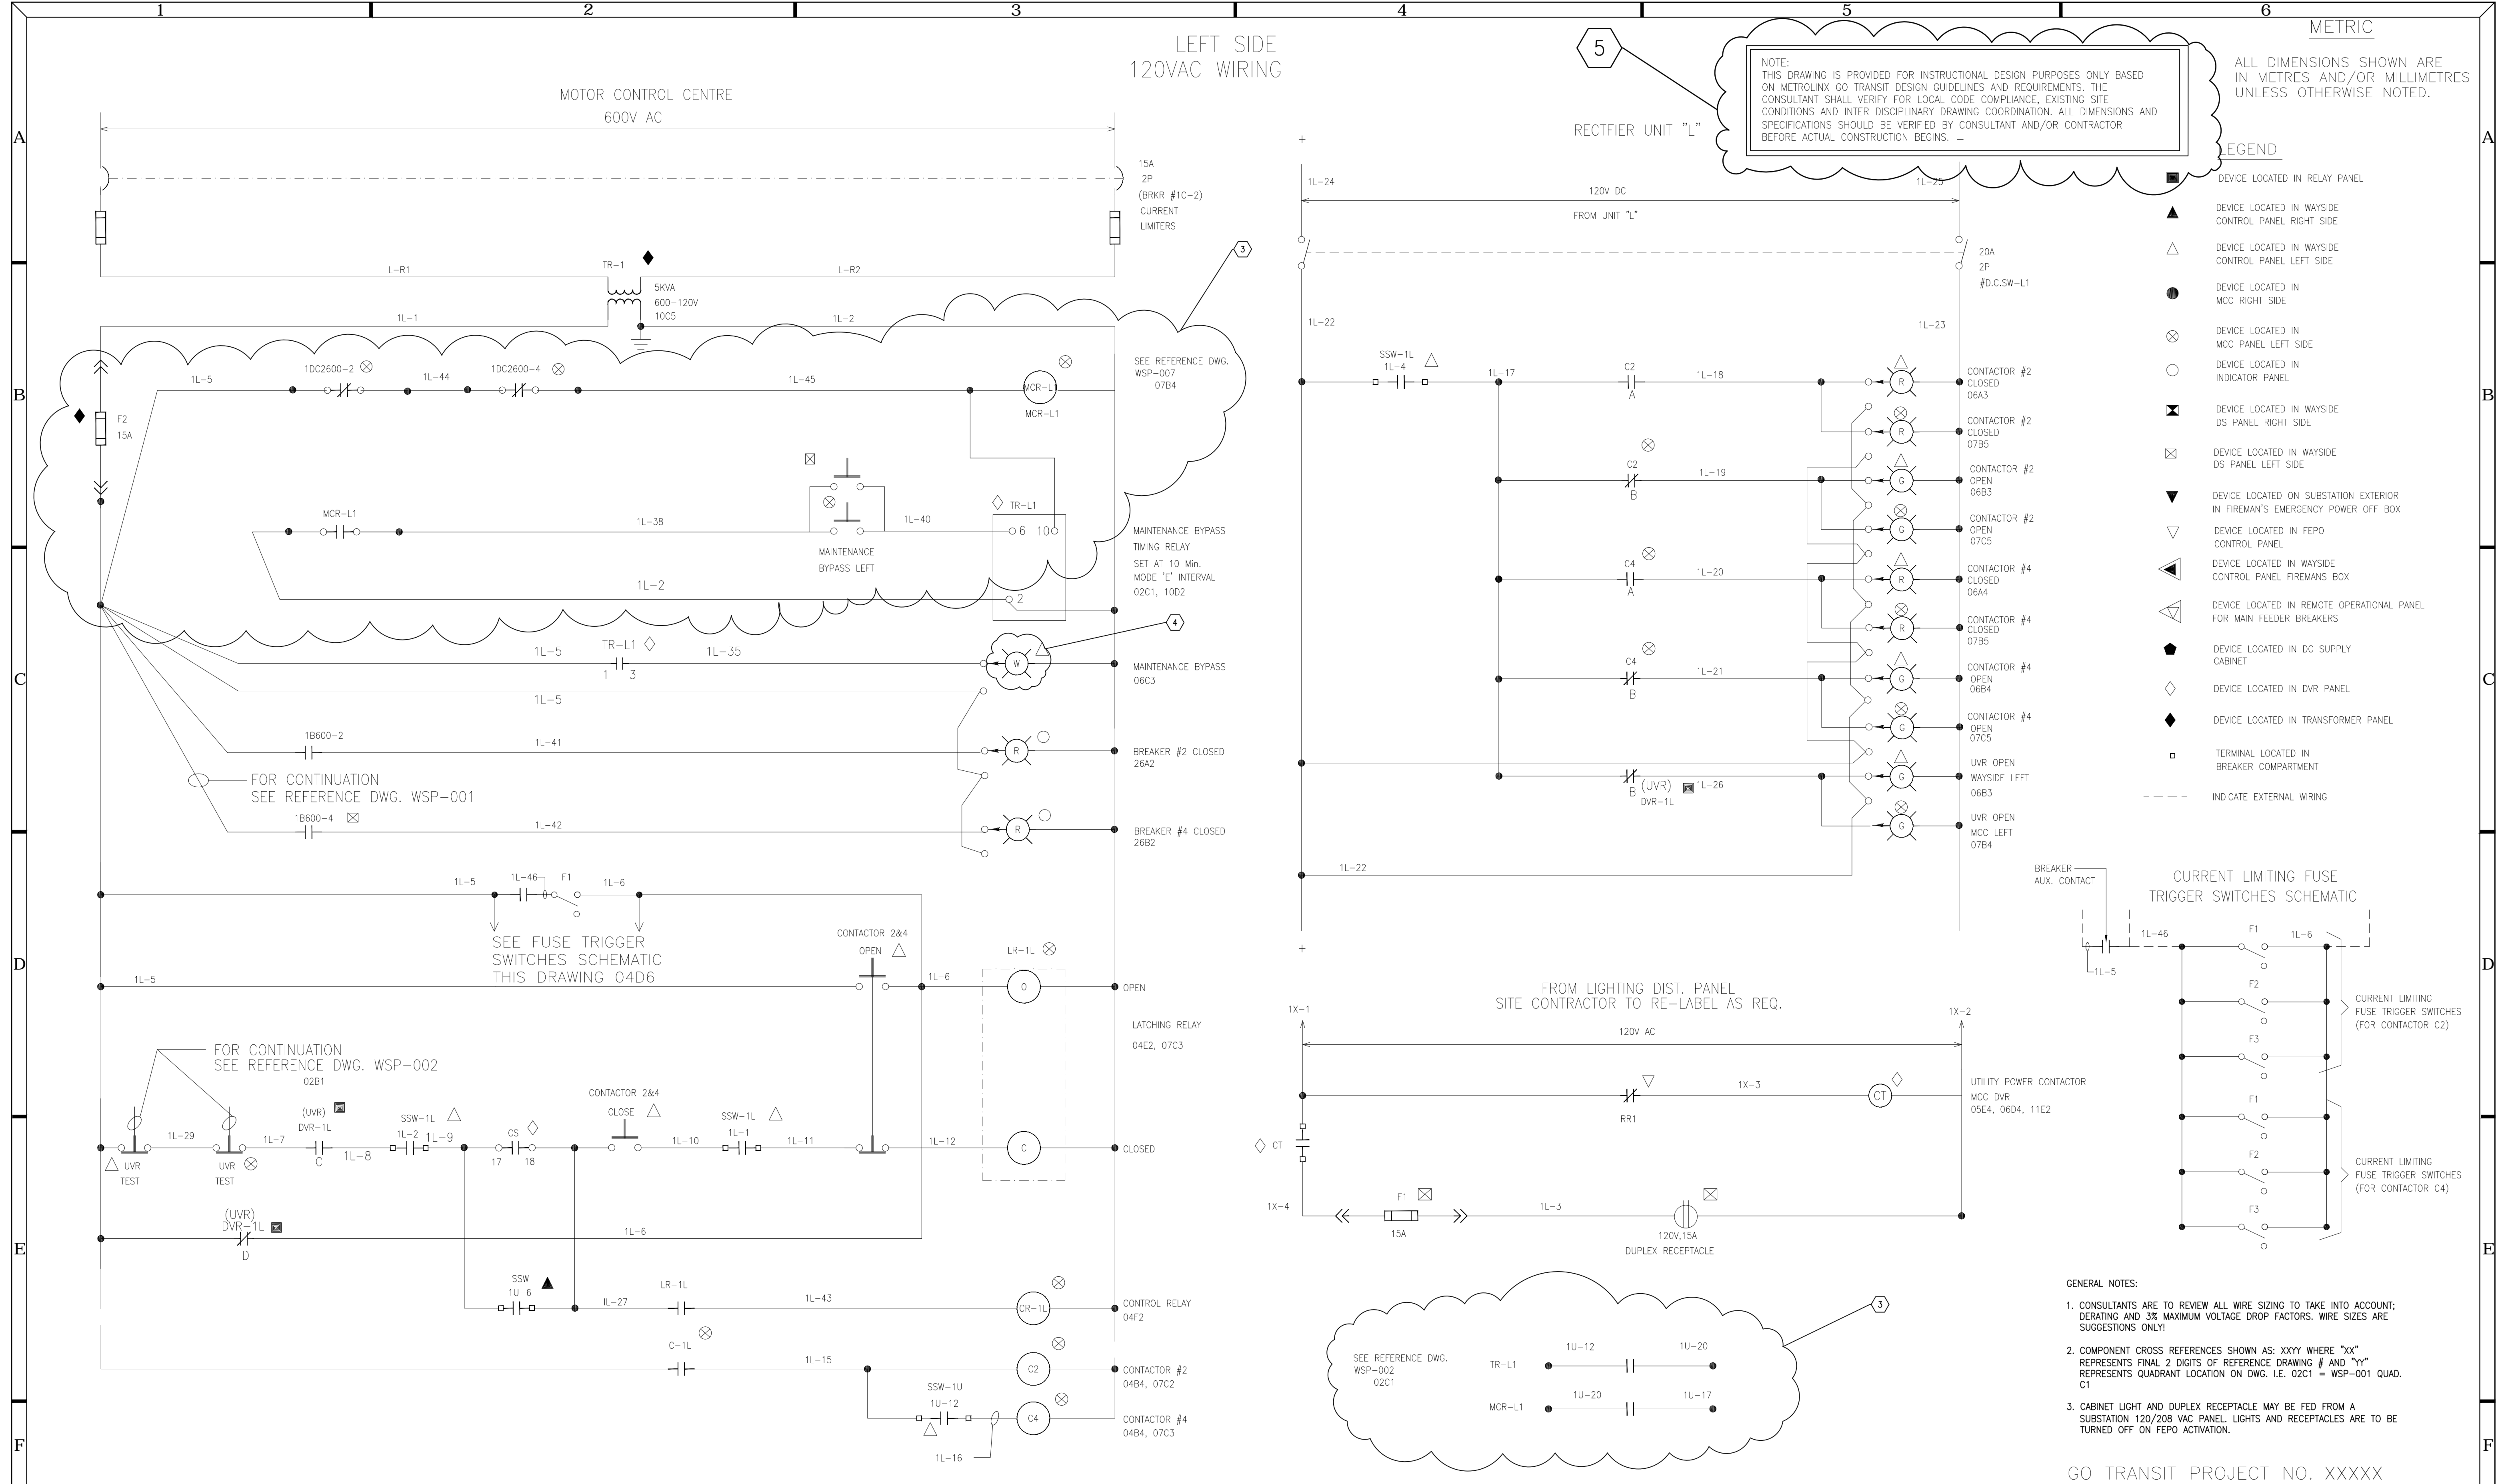 1
2
3
4
5
6
LEFT SIDE
120VAC WIRING
5
NOTE:
THIS DRAWING IS PROVIDED FOR INSTRUCTIONAL DESIGN PURPOSES ONLY BASED
ON METROLINX GO TRANSIT DESIGN GUIDELINES AND REQUIREMENTS. THE
CONSULTANT SHALL VERIFY FOR LOCAL CODE COMPLIANCE, EXISTING SITE
CONDITIONS AND INTER DISCIPLINARY DRAWING COORDINATION. ALL DIMENSIONS AND
SPECIFICATIONS SHOULD BE VERIFIED BY CONSULTANT AND/OR CONTRACTOR
BEFORE ACTUAL CONSTRUCTION BEGINS. –
METRIC
ALL DIMENSIONS SHOWN ARE
IN METRES AND/OR MILLIMETRES
UNLESS OTHERWISE NOTED.
A
B
C
D
E
F
MOTOR CONTROL CENTRE
600V AC
15A
2P
(BRKR #1C-2)
CURRENT
LIMITERS
L-R1
TR-1
L-R2
5KVA
600-120V
10C5
1L-1
1L-2
3
F2
15A
1L-5
1DC2600-2
1L-44
1DC2600-4
1L-45
MCR-L1
MCR-L1
SEE REFERENCE DWG.
WSP-007
07B4
MCR-L1
1L-38
MAINTENANCE
BYPASS LEFT
1L-40
TR-L1
6 10
2
1L-2
MAINTENANCE BYPASS
TIMING RELAY
SET AT 10 Min.
MODE 'E' INTERVAL
02C1, 10D2
4
1L-5
TR-L1
1 3
1L-35
W
MAINTENANCE BYPASS
06C3
1L-5
1B600-2
1L-41
R
BREAKER #2 CLOSED
26A2
FOR CONTINUATION
SEE REFERENCE DWG. WSP-001
1B600-4
1L-42
R
BREAKER #4 CLOSED
26B2
1L-5
1L-46
F1
1L-6
SEE FUSE TRIGGER
SWITCHES SCHEMATIC
THIS DRAWING 04D6
CONTACTOR 2&4
OPEN
LR-1L
1L-5
1L-6
O
OPEN
LATCHING RELAY
04E2, 07C3
FOR CONTINUATION
SEE REFERENCE DWG. WSP-002
02B1
(UVR)
DVR-1L
C
1L-29
1L-7
1L-8
UVR
TEST
UVR
TEST
SSW-1L
1L-2
1L-9
CS
17 18
CONTACTOR 2&4
CLOSE
1L-10
SSW-1L
1L-1
1L-11
1L-12
C
CLOSED
(UVR)
DVR-1L
D
1L-6
SSW
1U-6
IL-27
LR-1L
1L-43
CR-1L
CONTROL RELAY
04F2
C-1L
1L-15
C2
CONTACTOR #2
04B4, 07C2
SSW-1U
1U-12
1L-16
C4
CONTACTOR #4
04B4, 07C3
RECTFIER UNIT "L"
+
1L-24
1L-25
120V DC
FROM UNIT "L"
20A
2P
#D.C.SW-L1
1L-22
1L-23
SSW-1L
1L-4
1L-17
C2
A
1L-18
R
CONTACTOR #2
CLOSED
06A3
R
CONTACTOR #2
CLOSED
07B5
C2
B
1L-19
G
CONTACTOR #2
OPEN
06B3
G
CONTACTOR #2
OPEN
07C5
C4
A
1L-20
R
CONTACTOR #4
CLOSED
06A4
R
CONTACTOR #4
CLOSED
07B5
C4
B
1L-21
G
CONTACTOR #4
OPEN
06B4
G
CONTACTOR #4
OPEN
07C5
B
(UVR)
DVR-1L
1L-26
G
UVR OPEN
WAYSIDE LEFT
06B3
G
UVR OPEN
MCC LEFT
07B4
1L-22
+
FROM LIGHTING DIST. PANEL
SITE CONTRACTOR TO RE-LABEL AS REQ.
1X-1
1X-2
120V AC
RR1
1X-3
CT
UTILITY POWER CONTACTOR
MCC DVR
05E4, 06D4, 11E2
CT
1X-4
F1
15A
1L-3
120V,15A
DUPLEX RECEPTACLE
3
SEE REFERENCE DWG.
WSP-002
02C1
TR-L1
1U-12
1U-20
MCR-L1
1U-20
1U-17
LEGEND
DEVICE LOCATED IN RELAY PANEL
DEVICE LOCATED IN WAYSIDE
CONTROL PANEL RIGHT SIDE
DEVICE LOCATED IN WAYSIDE
CONTROL PANEL LEFT SIDE
DEVICE LOCATED IN
MCC RIGHT SIDE
DEVICE LOCATED IN
MCC PANEL LEFT SIDE
DEVICE LOCATED IN
INDICATOR PANEL
DEVICE LOCATED IN WAYSIDE
DS PANEL RIGHT SIDE
DEVICE LOCATED IN WAYSIDE
DS PANEL LEFT SIDE
DEVICE LOCATED ON SUBSTATION EXTERIOR
IN FIREMAN'S EMERGENCY POWER OFF BOX
DEVICE LOCATED IN FEPO
CONTROL PANEL
DEVICE LOCATED IN WAYSIDE
CONTROL PANEL FIREMANS BOX
DEVICE LOCATED IN REMOTE OPERATIONAL PANEL
FOR MAIN FEEDER BREAKERS
DEVICE LOCATED IN DC SUPPLY
CABINET
DEVICE LOCATED IN DVR PANEL
DEVICE LOCATED IN TRANSFORMER PANEL
TERMINAL LOCATED IN
BREAKER COMPARTMENT
INDICATE EXTERNAL WIRING
BREAKER
AUX. CONTACT
CURRENT LIMITING FUSE
TRIGGER SWITCHES SCHEMATIC
1L-46
1L-5
F1
1L-6
F2
F3
CURRENT LIMITING
FUSE TRIGGER SWITCHES
(FOR CONTACTOR C2)
F1
F2
F3
CURRENT LIMITING
FUSE TRIGGER SWITCHES
(FOR CONTACTOR C4)
GENERAL NOTES:
1. CONSULTANTS ARE TO REVIEW ALL WIRE SIZING TO TAKE INTO ACCOUNT;
DERATING AND 3% MAXIMUM VOLTAGE DROP FACTORS. WIRE SIZES ARE
SUGGESTIONS ONLY!
2. COMPONENT CROSS REFERENCES SHOWN AS: XXYY WHERE "XX"
REPRESENTS FINAL 2 DIGITS OF REFERENCE DRAWING # AND "YY"
REPRESENTS QUADRANT LOCATION ON DWG. I.E. 02C1 = WSP-001 QUAD.
C1
3. CABINET LIGHT AND DUPLEX RECEPTACLE MAY BE FED FROM A
SUBSTATION 120/208 VAC PANEL. LIGHTS AND RECEPTACLES ARE TO BE
TURNED OFF ON FEPO ACTIVATION.
GO TRANSIT PROJECT NO. XXXXX
A
B
C
D
E
F